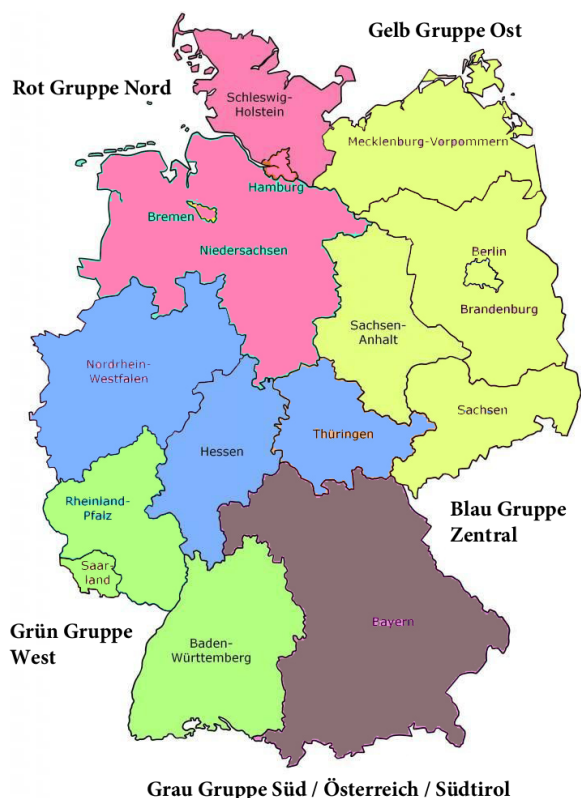 Gelb Gruppe Ost
Rot Gruppe Nord
Schleswig-
Holstein
Mecklenburg-Vorpommern
Hamburg
Bremen
Niedersachsen
Berlin
Brandenburg
Sachsen-
Anhalt
Nordrhein-
Westfalen
Sachsen
Thüringen
Hessen
Rheinland-
Pfalz
Blau Gruppe
Zentral
Saar-
land
Grün Gruppe
West
Baden-
Württemberg
Bayern
Grau Gruppe Süd / Österreich / Südtirol